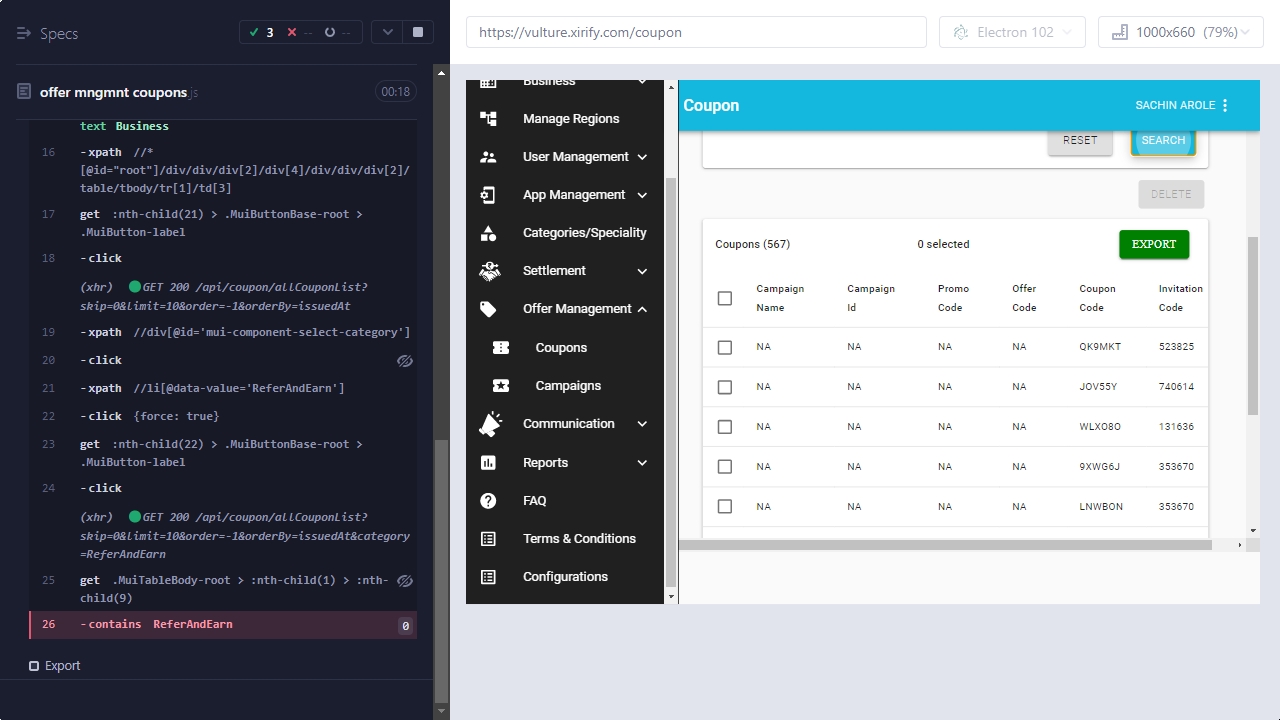 Specs
3
--
--
https://vulture.xirify.com/coupon
Electron 102
1000x660 (79%)
offer mngmnt coupons.js
00:18
text Business
16 -xpath //*
[@id="root"]/div/div/div[2]/div[4]/div/div/div[2]/
table/tbody/tr[1]/td[3]
17 get :nth-child(21) > .MuiButtonBase-root >
.MuiButton-label
18 -click
(xhr) GET 200 /api/coupon/allCouponList?
skip=0&limit=10&order=-1&orderBy=issuedAt
19 -xpath //div[@id='mui-component-select-category']
20 -click
21 -xpath //li[@data-value='ReferAndEarn']
22 -click {force: true}
23 get :nth-child(22) > .MuiButtonBase-root >
.MuiButton-label
24 -click
(xhr) GET 200 /api/coupon/allCouponList?
skip=0&limit=10&order=-1&orderBy=issuedAt&category
=ReferAndEarn
25 get .MuiTableBody-root > :nth-child(1) > :nth-
child(9)
26 -contains ReferAndEarn 0
Export
Business
Manage Regions
User Management
App Management
Categories/Speciality
Settlement
Offer Management
Coupons
Campaigns
Communication
Reports
FAQ
Terms & Conditions
Configurations
Coupon
SACHIN AROLE
RESET
SEARCH
DELETE
Coupons (567)
0 selected
EXPORT
Campaign Name
Campaign Id
Promo Code
Offer Code
Coupon Code
Invitation Code
NA NA NA NA QK9MKT 523825
NA NA NA NA JOV55Y 740614
NA NA NA NA WLXO8O 131636
NA NA NA NA 9XWG6J 353670
NA NA NA NA LNWBON 353670